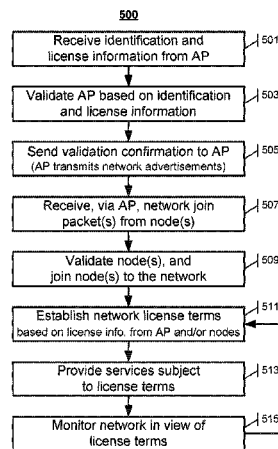 500
Receive identification and
license information from AP
501
Validate AP based on identification
and license information
503
Send validation confirmation to AP
(AP transmits network advertisements)
505
Receive, via AP, network join
packet(s) from node(s)
507
Validate node(s), and
join node(s) to the network
509
Establish network license terms
based on license info. from AP and/or nodes
511
Provide services subject
to license terms
513
Monitor network in view of
license terms
515